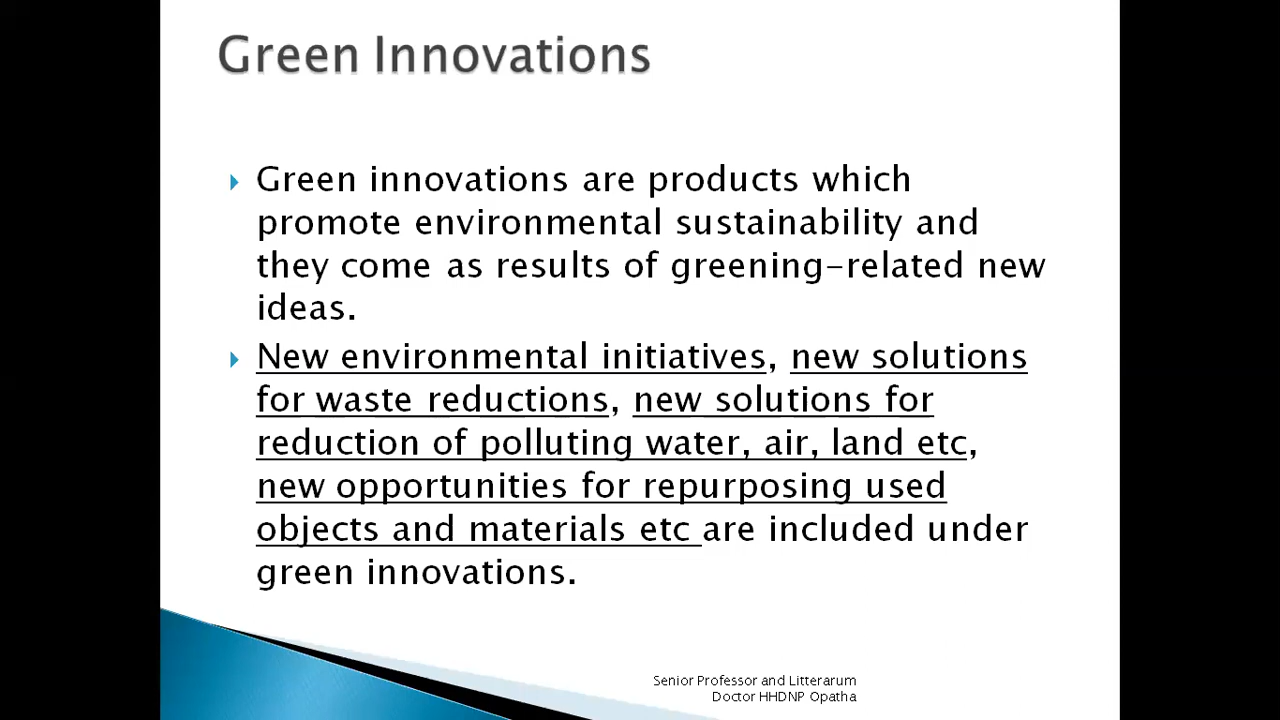 Green Innovations
Green innovations are products which
promote environmental sustainability and
they come as results of greening-related new
ideas.
New environmental initiatives, new solutions
for waste reductions, new solutions for
reduction of polluting water, air, land etc,
new opportunities for repurposing used
objects and materials etc are included under
green innovations.
Senior Professor and Litterarum
Doctor HHDNP Opatha